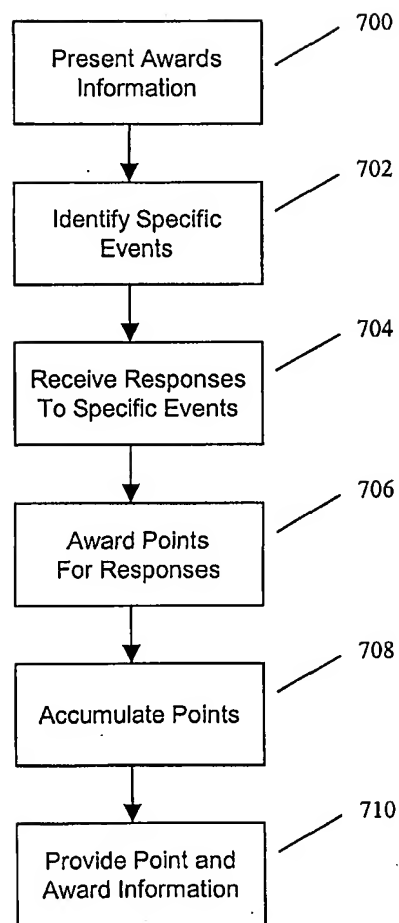 700
Present Awards
Information
702
Identify Specific
Events
704
Receive Responses
To Specific Events
706
Award Points
For Responses
708
Accumulate Points
710
Provide Point and
Award Information